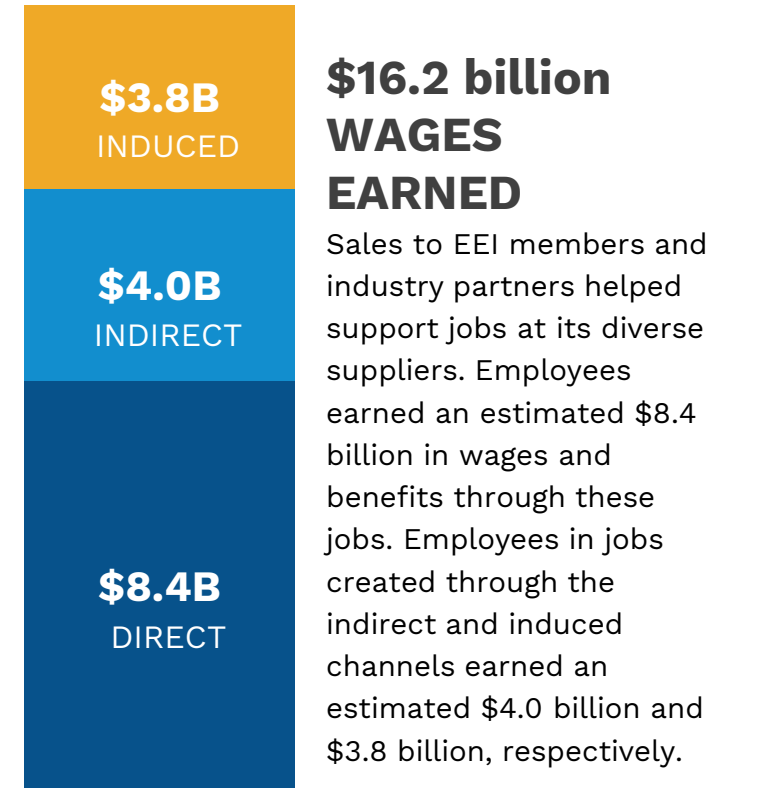 $3.8B
INDUCED
$4.0B
INDIRECT
$8.4B
DIRECT
$16.2 billion
WAGES
EARNED
Sales to EEI members and
industry partners helped
support jobs at its diverse
suppliers. Employees
earned an estimated $8.4
billion in wages and
benefits through these
jobs. Employees in jobs
created through the
indirect and induced
channels earned an
estimated $4.0 billion and
$3.8 billion, respectively.